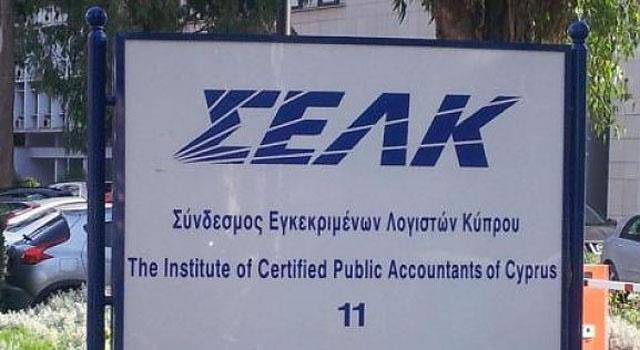 ΣΕΛΚ
Σύνδεσμος Εγκεκριμένων Λογιστών Κύπρου
The Institute of Certified Public Accountants of Cyprus
11